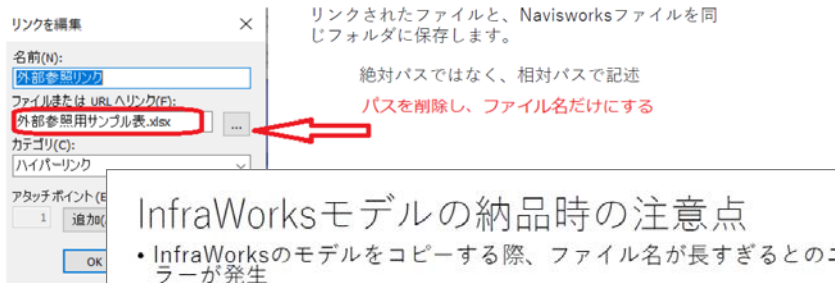 リンクを編集
名前(N):
外部参照リンク
ファイルまたは URL へリンク(F):
外部参照用サンプル表.xlsx
...
カテゴリ(C):
ハイパーリンク
アタッチポイント(E
1 追加(
OK
リンクされたファイルと、Navisworksファイルを同
じフォルダに保存します。
絶対パスではなく、相対パスで記述
パスを削除し、ファイル名だけにする
InfraWorksモデルの納品時の注意点
• InfraWorksのモデルをコピーする際、ファイル名が長すぎるとの
ラーが発生